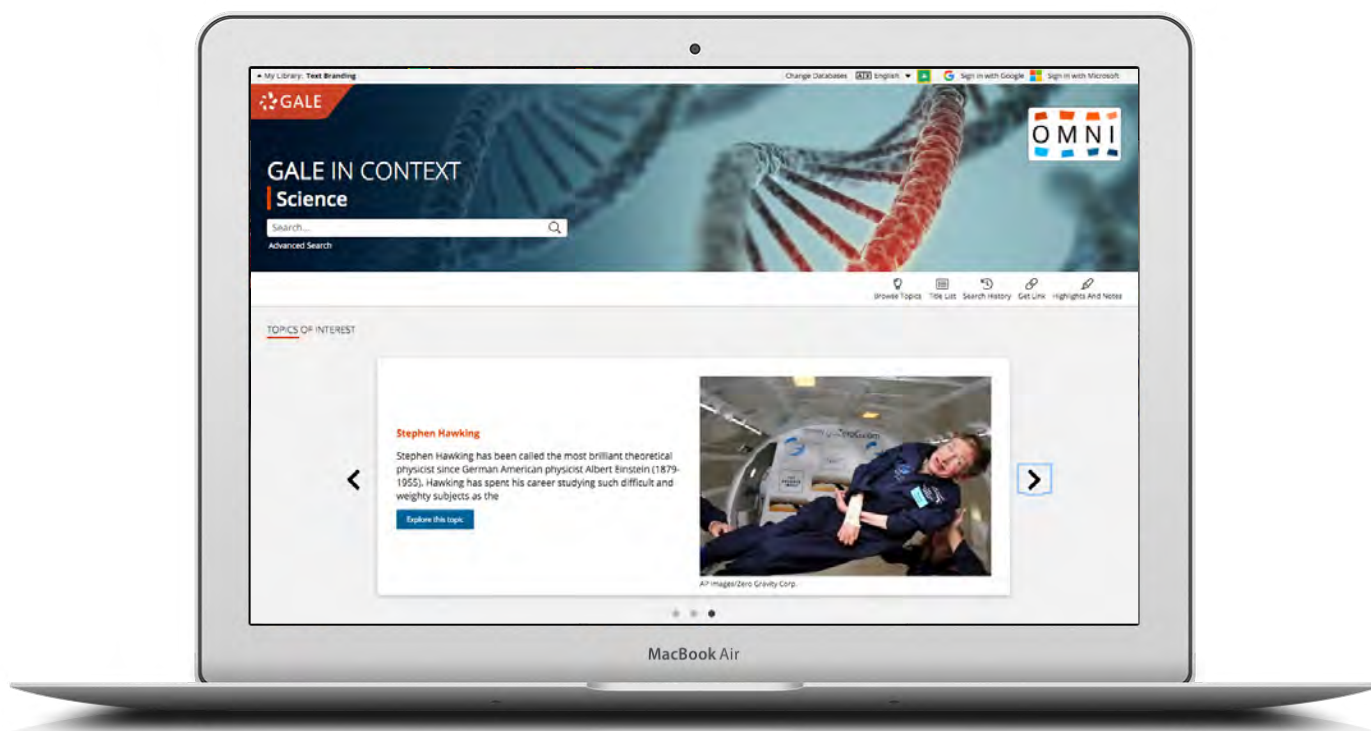 My Library: Text Branding
Change Databases English Sign in with Google Sign in with Microsoft
GALE
OMNI
GALE IN CONTEXT
Science
Search...
Advanced Search
Browse Topics Title List Search History Get Link Highlights And Notes
TOPICS OF INTEREST
Stephen Hawking
Stephen Hawking has been called the most brilliant theoretical
physicist since German American physicist Albert Einstein (1879-
1955). Hawking has spent his career studying such difficult and
weighty subjects as the
Explore this topic
AP Images/Zero Gravity Corp.
MacBook Air